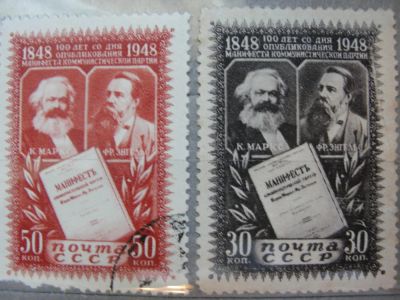 1848 100 ЛЕТ СО ДНЯ 1948
ОПУБЛИКОВАНИЯ
МАНИФЕСТА КОММУНИСТИЧЕСКОЙ ПАРТИИ
К. МАРКС ФР. ЭНГЕЛЬС
МАНИФЕСТЪ
50 ПОЧТА 50
КОП. СССР КОП.
1848 100 ЛЕТ СО ДНЯ 1948
ОПУБЛИКОВАНИЯ
МАНИФЕСТА КОММУНИСТИЧЕСКОЙ ПАРТИИ
К. МАРКС ФР. ЭНГЕЛЬС
МАНИФЕСТЪ
30 ПОЧТА 30
КОП. СССР КОП.